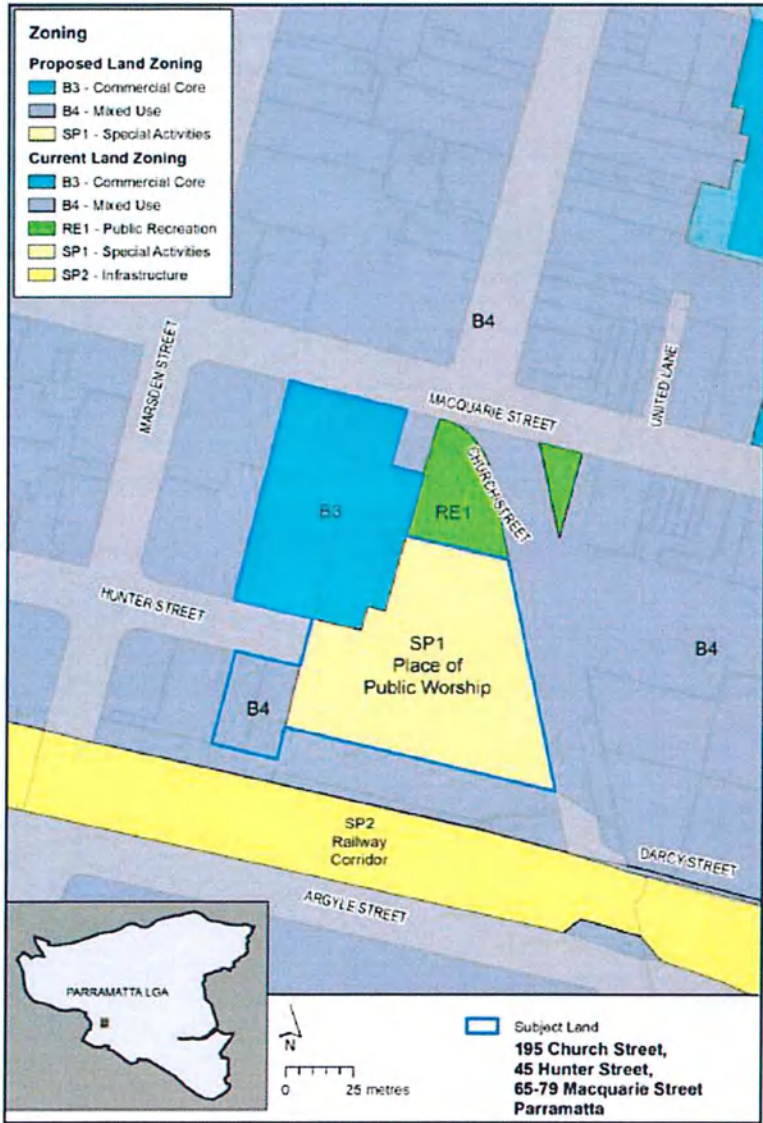 Zoning
Proposed Land Zoning
B3 - Commercial Core
B4 - Mixed Use
SP1 - Special Activities
Current Land Zoning
B3 - Commercial Core
B4 - Mixed Use
RE1 - Public Recreation
SP1 - Special Activities
SP2 - Infrastructure
MARSDEN STREET
B4
MACQUARIE STREET
UNITED LANE
CHURCH STREET
B3
RE1
HUNTER STREET
SP1
Place of
Public Worship
B4
B4
SP2
Railway
Corridor
DARCY STREET
ARGYLE STREET
PARRAMATTA LGA
N
0 25 metres
Subject Land
195 Church Street,
45 Hunter Street,
65-79 Macquarie Street
Parramatta